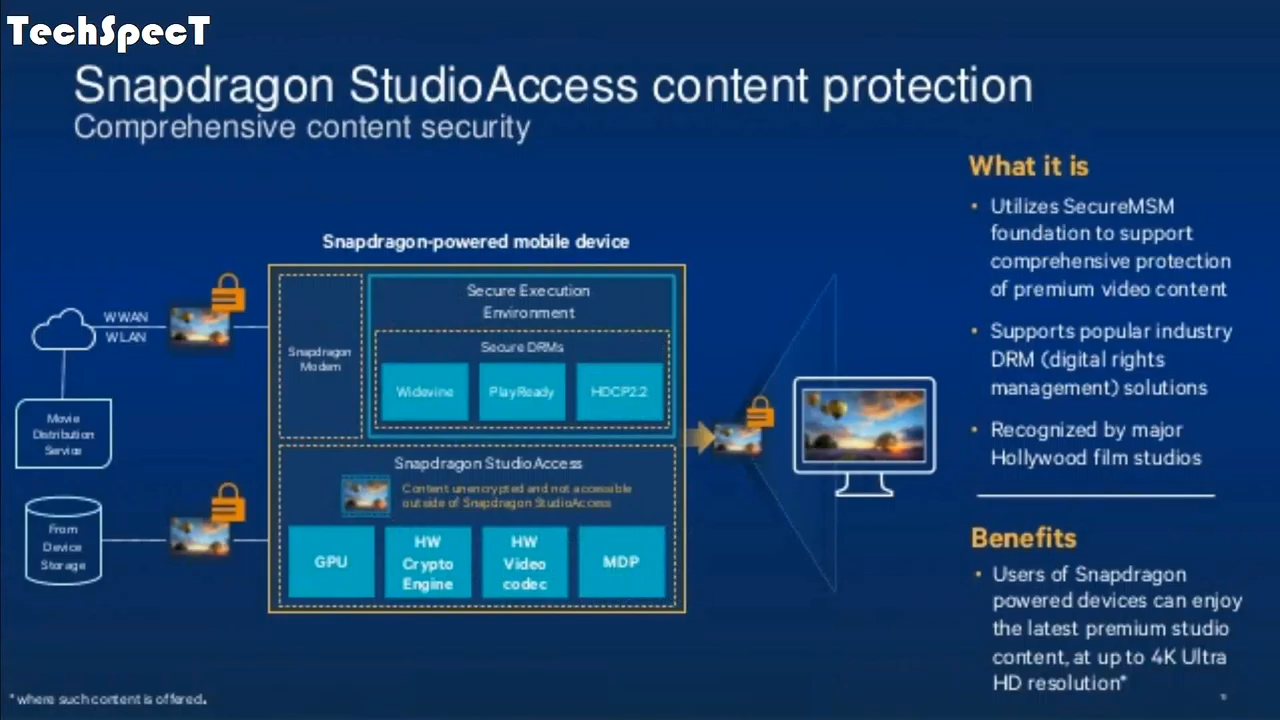 TechSpecT
Snapdragon StudioAccess content protection
Comprehensive content security
Snapdragon-powered mobile device
WWAN
WLAN
Movie
Distribution
Service
From
Device
Storage
Snapdragon
Modem
Secure Execution
Environment
Secure DRMs
Widevine
PlayReady
HDCP2.2
Snapdragon StudioAccess
Content unencrypted and not accessible
outside of Snapdragon StudioAccess
GPU
HW
Crypto
Engine
HW
Video
codec
MDP
What it is
• Utilizes SecureMSM
foundation to support
comprehensive protection
of premium video content
• Supports popular industry
DRM (digital rights
management) solutions
• Recognized by major
Hollywood film studios
Benefits
• Users of Snapdragon
powered devices can enjoy
the latest premium studio
content, at up to 4K Ultra
HD resolution*
*where such content is offered.